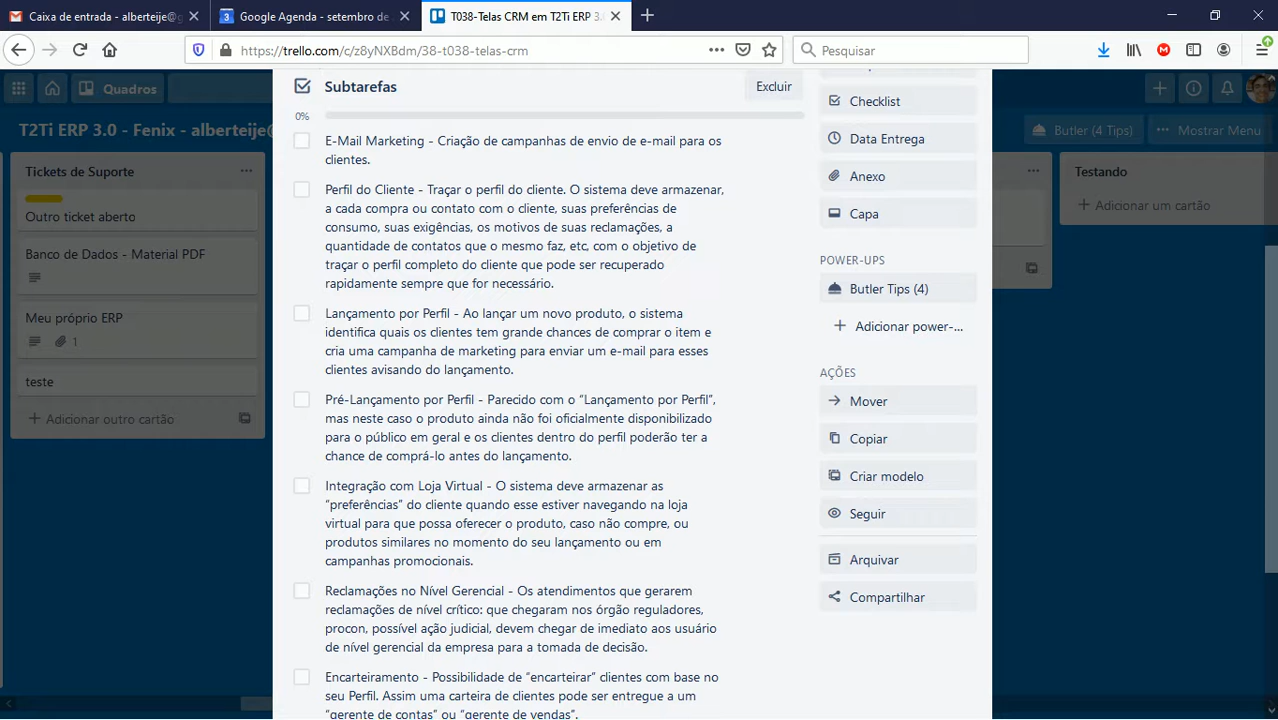 Caixa de entrada - alberteije@g
Google Agenda - setembro de
T038-Telas CRM em T2Ti ERP 3.
https://trello.com/c/z8yNXBdm/38-t038-telas-crm
Pesquisar
Quadros
T2Ti ERP 3.0 - Fenix - alberteije@
Butler (4 Tips)
Mostrar Menu
Tickets de Suporte
Outro ticket aberto
Banco de Dados - Material PDF
Meu próprio ERP
1
teste
Adicionar outro cartão
Subtarefas
Excluir
0%
E-Mail Marketing - Criação de campanhas de envio de e-mail para os
clientes.
Perfil do Cliente - Traçar o perfil do cliente. O sistema deve armazenar,
a cada compra ou contato com o cliente, suas preferências de
consumo, suas exigências, os motivos de suas reclamações, a
quantidade de contatos que o mesmo faz, etc, com o objetivo de
traçar o perfil completo do cliente que pode ser recuperado
rapidamente sempre que for necessário.
Lançamento por Perfil - Ao lançar um novo produto, o sistema
identifica quais os clientes tem grande chances de comprar o item e
cria uma campanha de marketing para enviar um e-mail para esses
clientes avisando do lançamento.
Pré-Lançamento por Perfil - Parecido com o “Lançamento por Perfil”,
mas neste caso o produto ainda não foi oficialmente disponibilizado
para o público em geral e os clientes dentro do perfil poderão ter a
chance de comprá-lo antes do lançamento.
Integração com Loja Virtual - O sistema deve armazenar as
“preferências” do cliente quando esse estiver navegando na loja
virtual para que possa oferecer o produto, caso não compre, ou
produtos similares no momento do seu lançamento ou em
campanhas promocionais.
Reclamações no Nível Gerencial - Os atendimentos que gerarem
reclamações de nível crítico: que chegaram nos órgão reguladores,
procon, possível ação judicial, devem chegar de imediato aos usuário
de nível gerencial da empresa para a tomada de decisão.
Encarteiramento - Possibilidade de “encarteirar” clientes com base no
seu Perfil. Assim uma carteira de clientes pode ser entregue a um
“gerente de contas” ou “gerente de vendas”.
Checklist
Data Entrega
Anexo
Capa
POWER-UPS
Butler Tips (4)
Adicionar power-...
AÇÕES
Mover
Copiar
Criar modelo
Seguir
Arquivar
Compartilhar
Testando
Adicionar um cartão